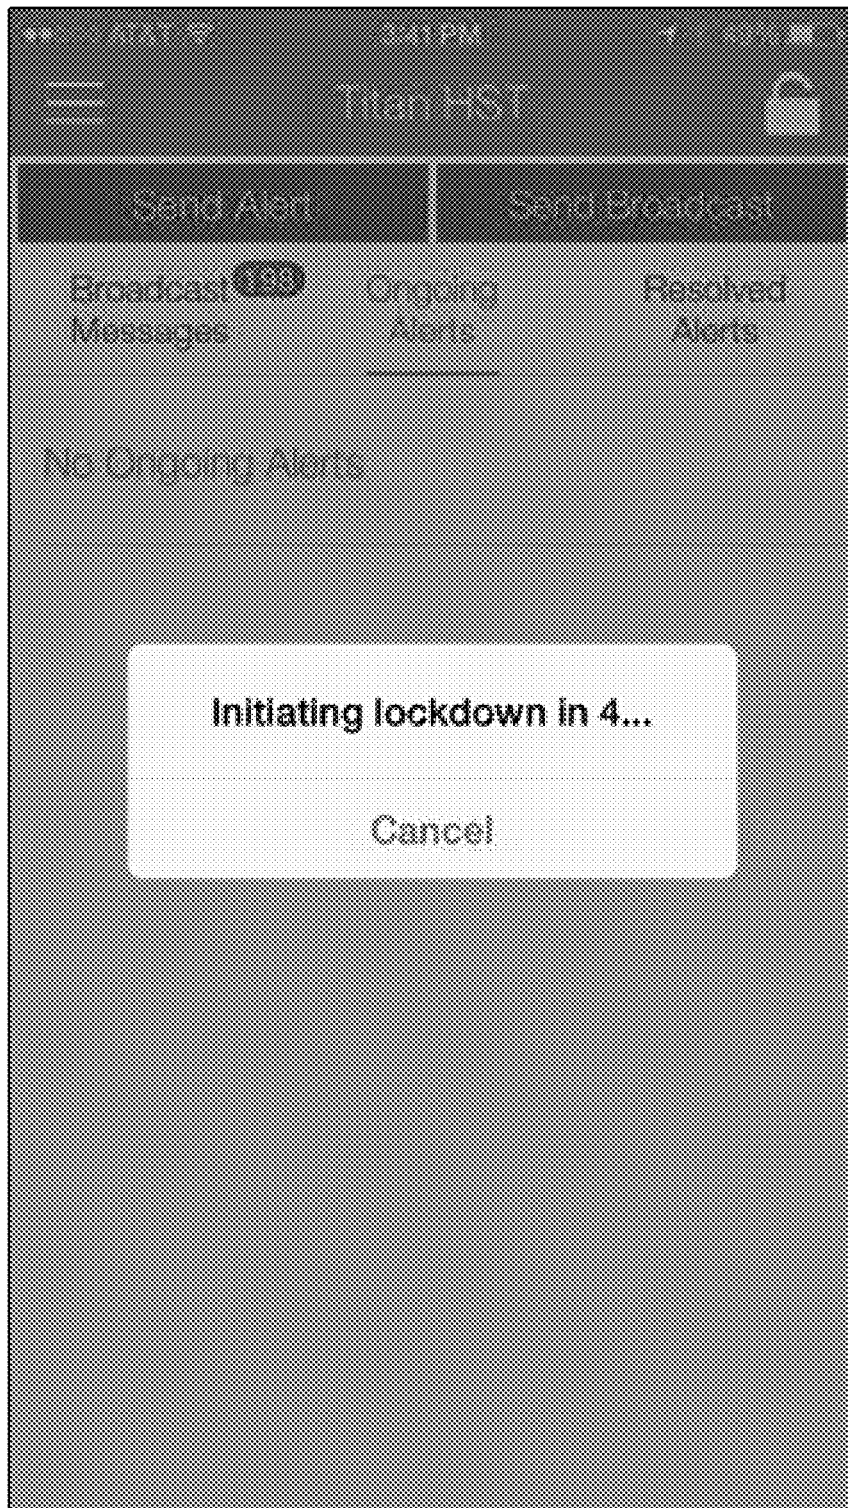 AT&T
Titan HST
Send Alert
Send Broadcast
Broadcast
Messages
Ongoing
Alerts
Resolved
Alerts
No Ongoing Alerts
Initiating lockdown in 4...
Cancel